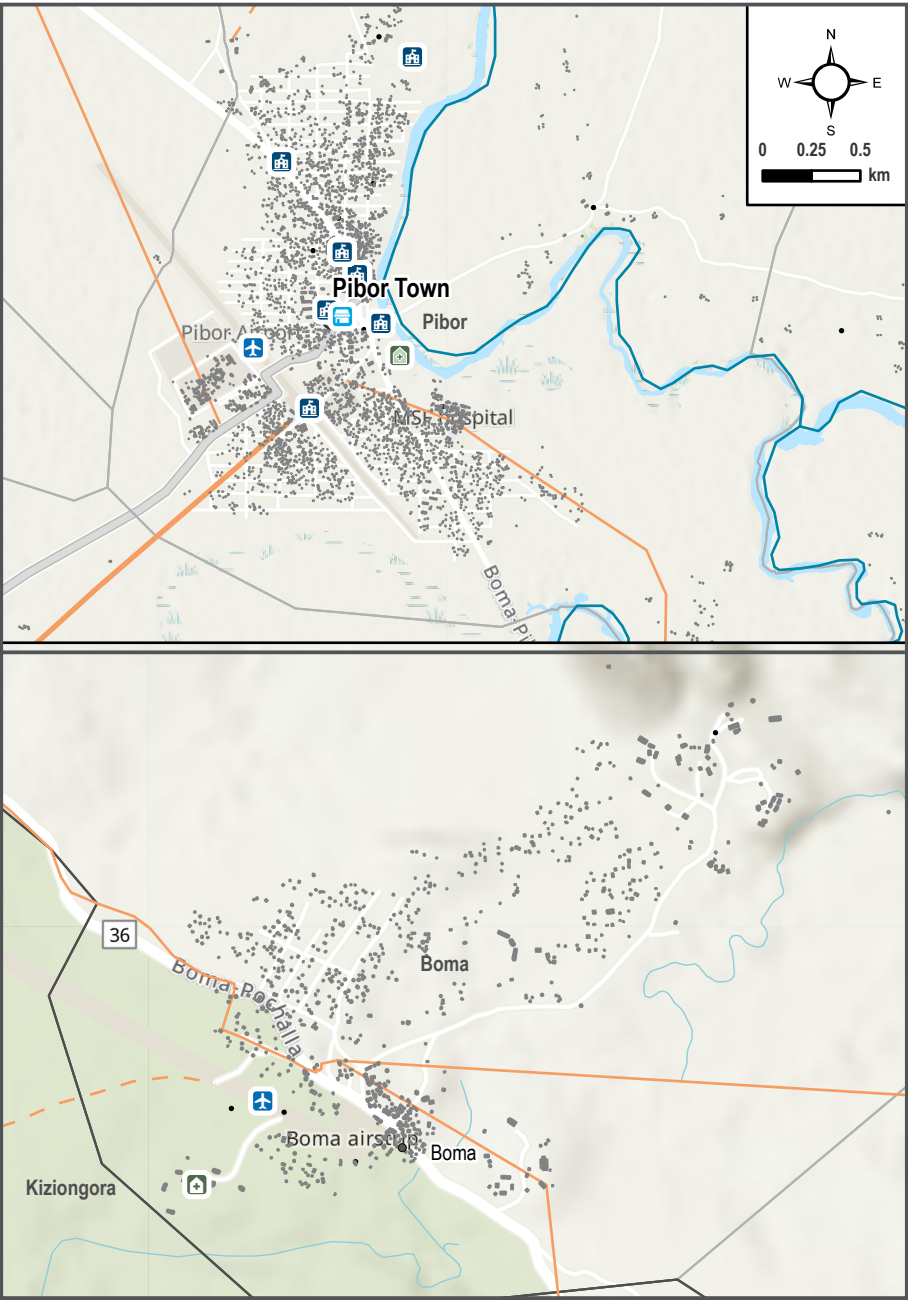 N
W E
S
0 0.25 0.5
km
Pibor Town
Pibor
Pibor Airport
MSF Hospital
Boma-Pi
36
Boma-Pochalla
Boma
Boma airstrip
Boma
Kiziongora